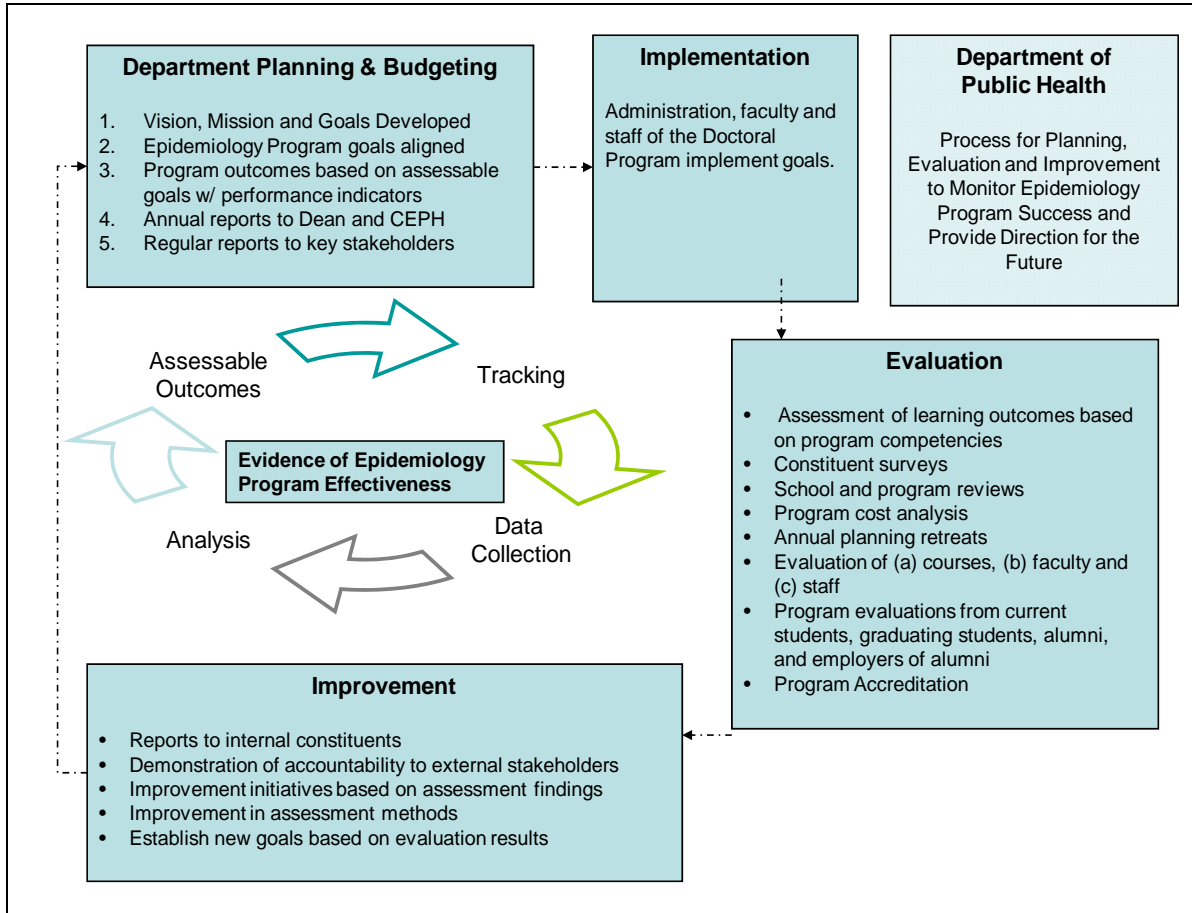 Department Planning & Budgeting
1. Vision, Mission and Goals Developed
2. Epidemiology Program goals aligned
3. Program outcomes based on assessable
goals w/ performance indicators
4. Annual reports to Dean and CEPH
5. Regular reports to key stakeholders
Implementation
Administration, faculty and
staff of the Doctoral
Program implement goals.
Department of
Public Health
Process for Planning,
Evaluation and Improvement
to Monitor Epidemiology
Program Success and
Provide Direction for the
Future
Assessable
Outcomes
Tracking
Evidence of Epidemiology
Program Effectiveness
Analysis
Data
Collection
Evaluation
• Assessment of learning outcomes based
on program competencies
• Constituent surveys
• School and program reviews
• Program cost analysis
• Annual planning retreats
• Evaluation of (a) courses, (b) faculty and
(c) staff
• Program evaluations from current
students, graduating students, alumni,
and employers of alumni
• Program Accreditation
Improvement
• Reports to internal constituents
• Demonstration of accountability to external stakeholders
• Improvement initiatives based on assessment findings
• Improvement in assessment methods
• Establish new goals based on evaluation results